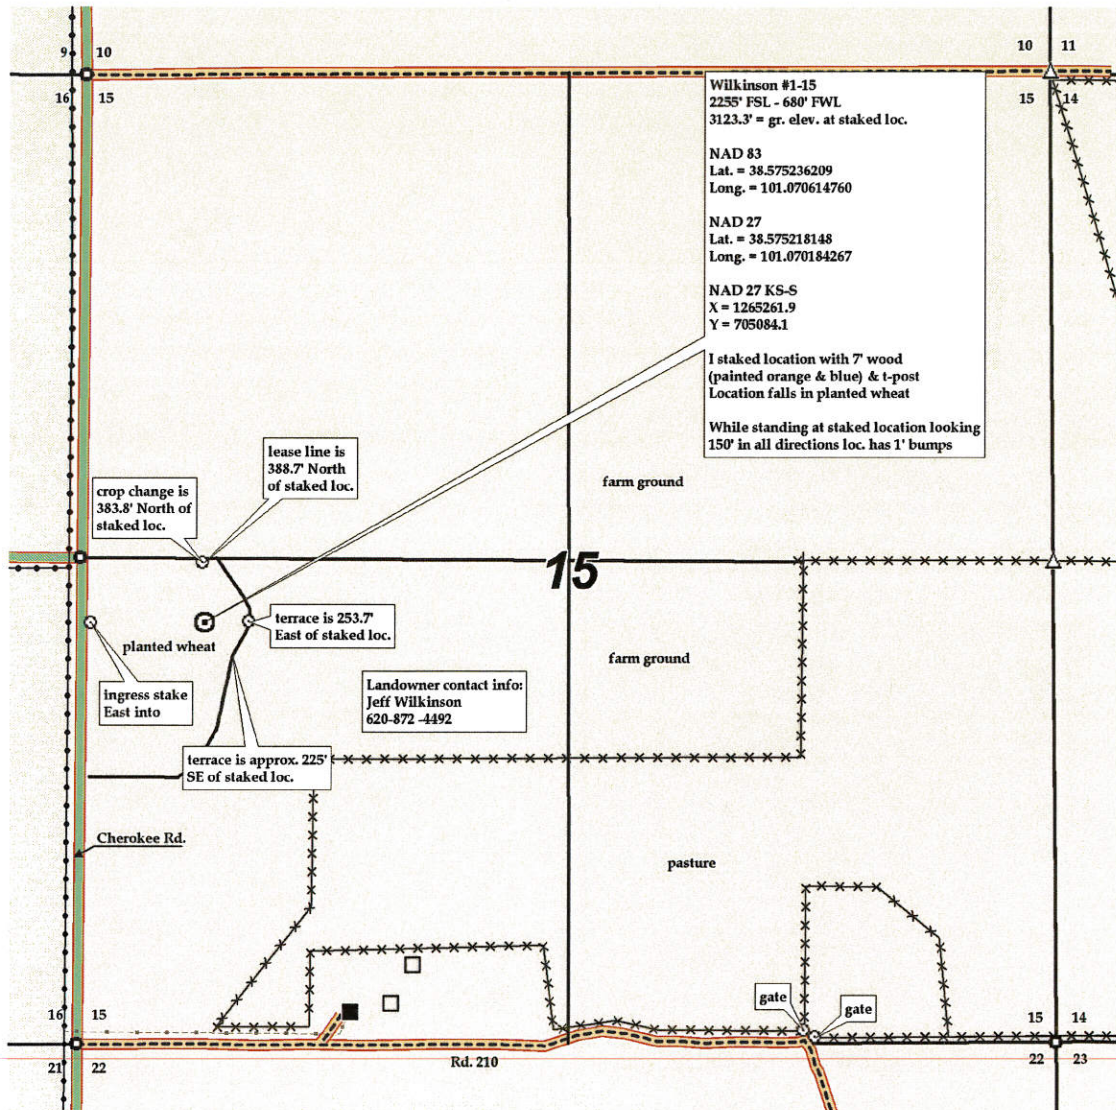 9 10
10 11
16 15
15 14
Wilkinson #1-15
2255' FSL - 680' FWL
3123.3' = gr. elev. at staked loc.
NAD 83
Lat. = 38.575236209
Long. = 101.070614760
NAD 27
Lat. = 38.575218148
Long. = 101.070184267
NAD 27 KS-S
X = 1265261.9
Y = 705084.1
I staked location with 7' wood
(painted orange & blue) & t-post
Location falls in planted wheat
While standing at staked location looking
150' in all directions loc. has 1' bumps
lease line is
388.7' North
of staked loc.
crop change is
383.8' North of
staked loc.
farm ground
15
terrace is 253.7'
East of staked loc.
planted wheat
farm ground
ingress stake
East into
Landowner contact info:
Jeff Wilkinson
620-872 -4492
terrace is approx. 225'
SE of staked loc.
Cherokee Rd.
pasture
gate
gate
16 15
15 14
21 22
Rd. 210
22 23